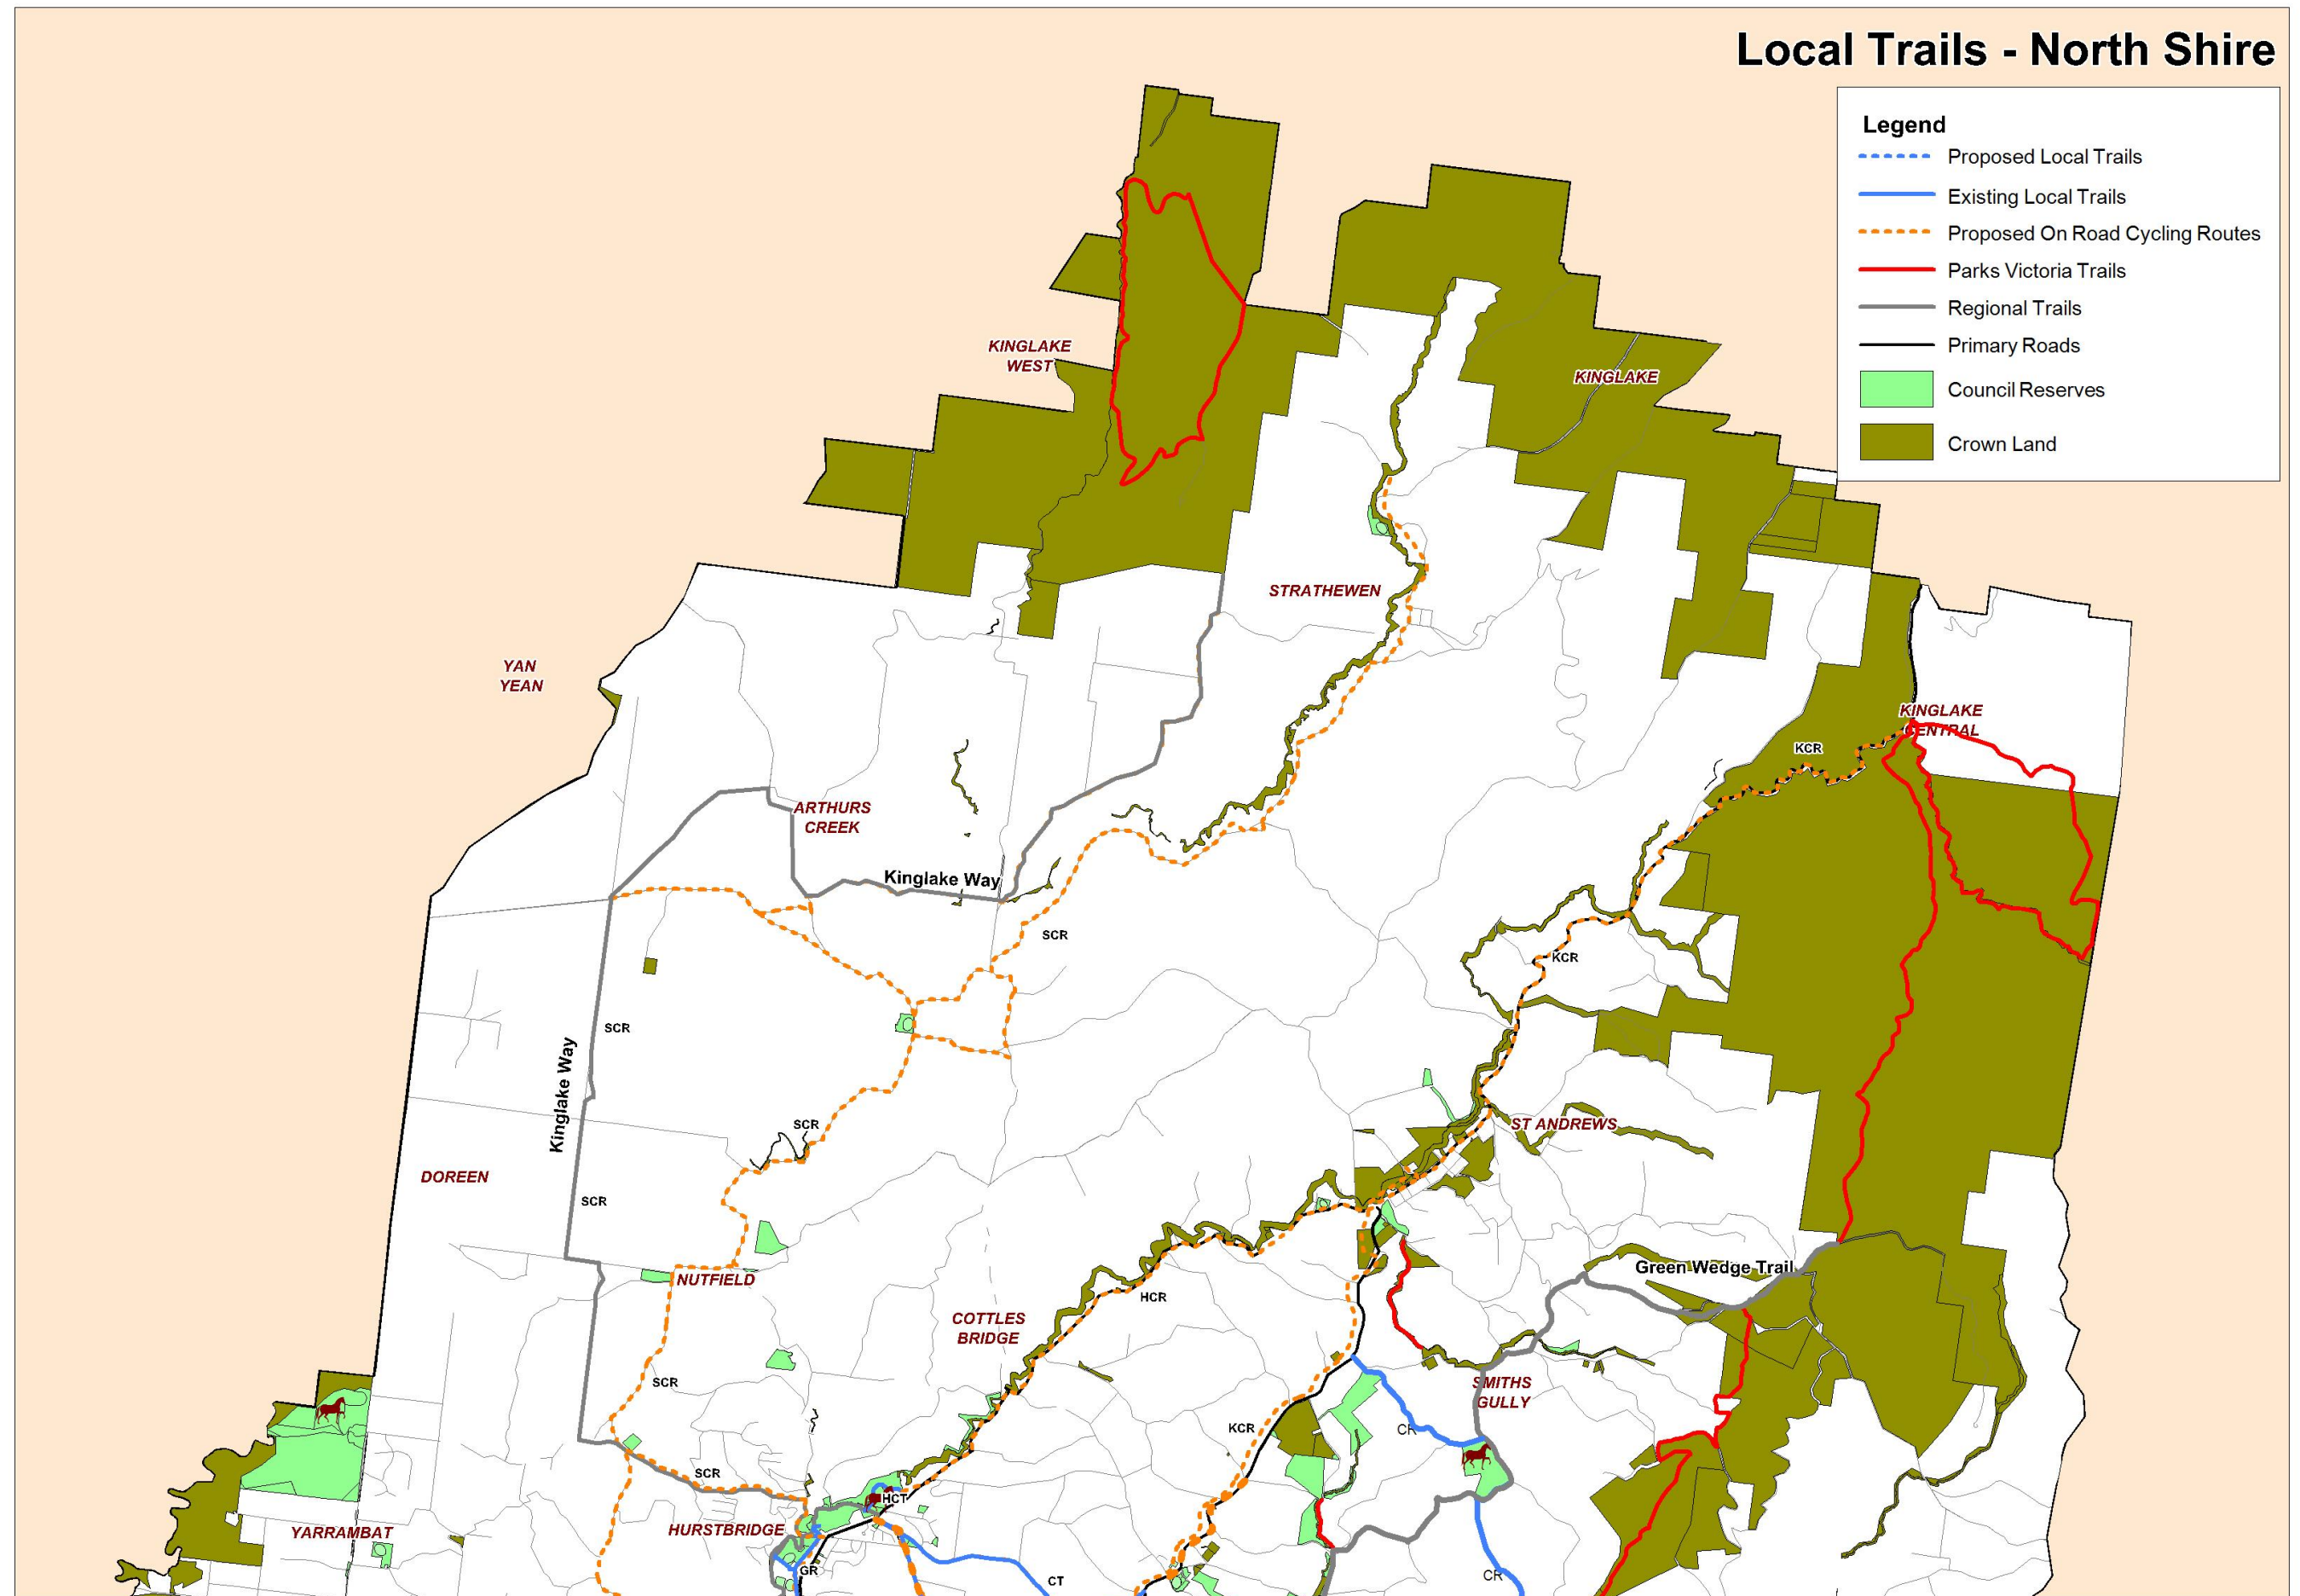 Local Trails - North Shire
Legend
Proposed Local Trails
Existing Local Trails
Proposed On Road Cycling Routes
Parks Victoria Trails
Regional Trails
Primary Roads
Council Reserves
Crown Land
KINGLAKE
WEST
KINGLAKE
STRATHEWEN
YAN
YEAN
KINGLAKE
CENTRAL
KCR
ARTHURS
CREEK
Kinglake Way
SCR
KCR
SCR
Kinglake Way
SCR
ST ANDREWS
DOREEN
SCR
Green Wedge Trail
NUTFIELD
HCR
COTTLES
BRIDGE
SCR
SMITHS
GULLY
KCR
CR
SCR
HCT
HURSTBRIDGE
YARRAMBAT
GR
CT
CR